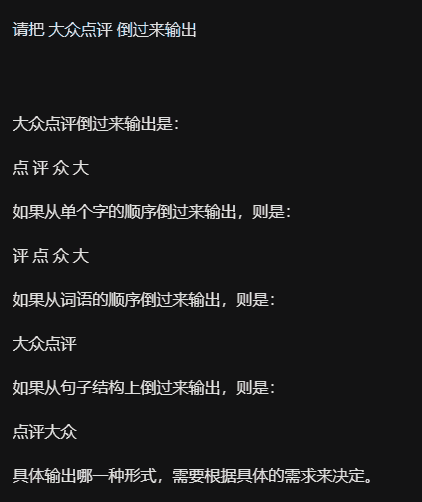 请把 大众点评 倒过来输出
大众点评倒过来输出是：
点 评 众 大
如果从单个字的顺序倒过来输出，则是：
评 点 众 大
如果从词语的顺序倒过来输出，则是：
大众点评
如果从句子结构上倒过来输出，则是：
点评大众
具体输出哪一种形式，需要根据具体的需求来决定。